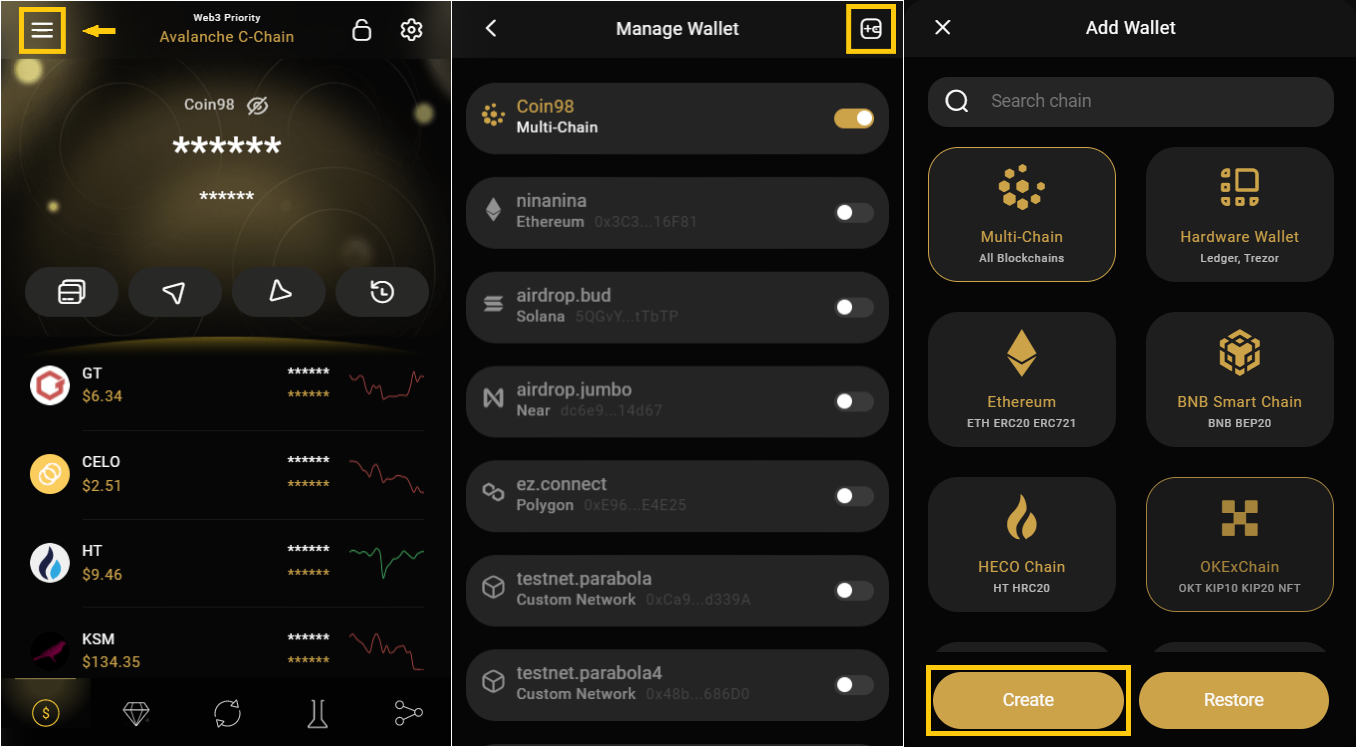 Web3 Priority
Avalanche C-Chain
Coin98
******
******
GT
$6.34
******
******
CELO
$2.51
******
******
HT
$9.46
******
******
KSM
$134.35
******
******
$
Manage Wallet
Coin98
Multi-Chain
ninanina
Ethereum 0x3C3...16F81
airdrop.bud
Solana 5QGvY...tTbTP
airdrop.jumbo
Near dc6e9...14d67
ez.connect
Polygon 0xE96...E4E25
testnet.parabola
Custom Network 0xCa9...d339A
testnet.parabola4
Custom Network 0x48b...686D0
Add Wallet
Search chain
Multi-Chain
All Blockchains
Hardware Wallet
Ledger, Trezor
Ethereum
ETH ERC20 ERC721
BNB Smart Chain
BNB BEP20
HECO Chain
HT HRC20
OKExChain
OKT KIP10 KIP20 NFT
Create
Restore